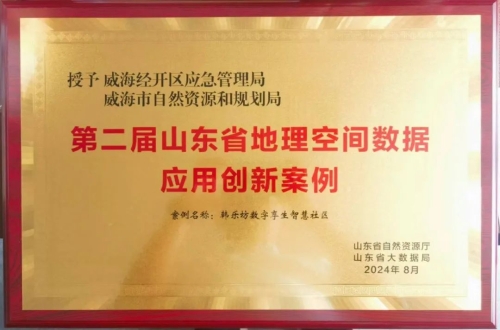 授予 威海经开区应急管理局
威海市自然资源和规划局
第二届山东省地理空间数据
应用创新案例
案例名称：韩乐坊数字孪生智慧社区
山东省自然资源厅
山东省大数据局
2024年 8月